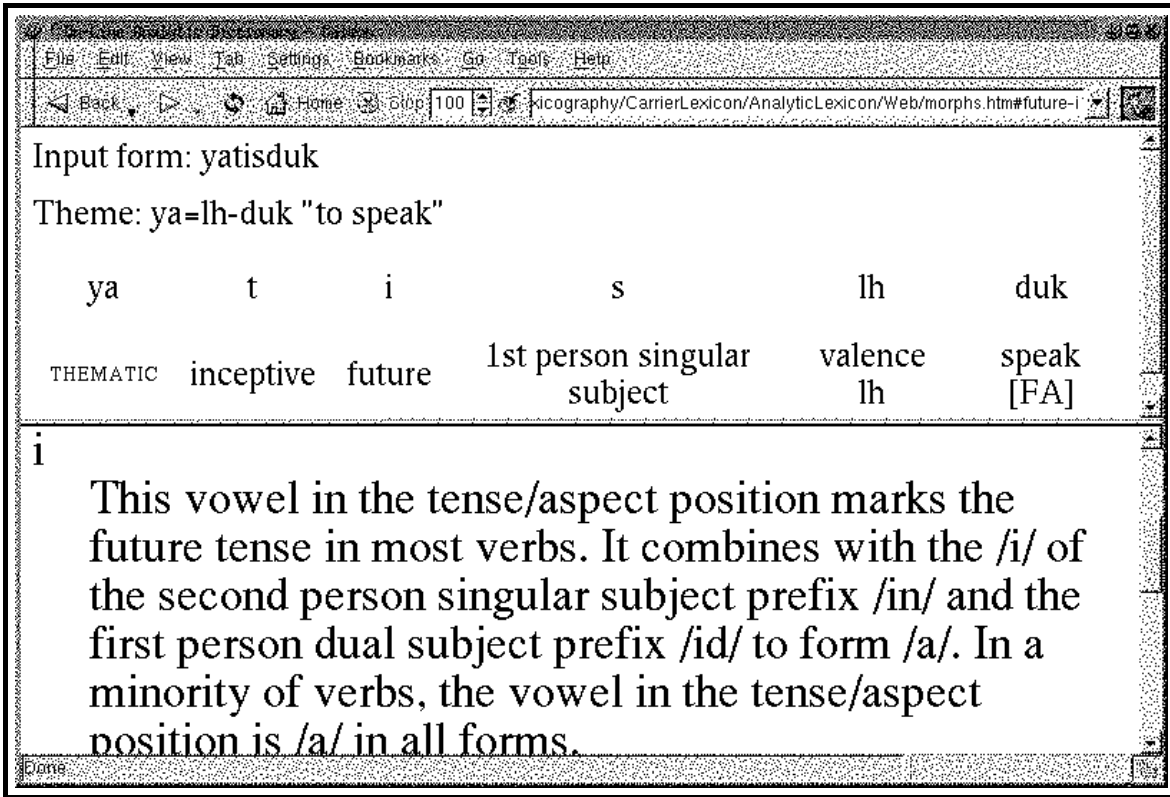 File Edit View Tab Settings Bookmarks Go Tools Help
Back Home Stop 100 xicography/CarrierLexicon/AnalyticLexicon/Web/morphs.htm#future-i
Input form: yatisduk
Theme: ya=lh-duk "to speak"
ya t i s lh duk
THEMATIC inceptive future 1st person singular subject valence lh speak [FA]
i
This vowel in the tense/aspect position marks the
future tense in most verbs. It combines with the /i/ of
the second person singular subject prefix /in/ and the
first person dual subject prefix /id/ to form /a/. In a
minority of verbs, the vowel in the tense/aspect
position is /a/ in all forms.
Done